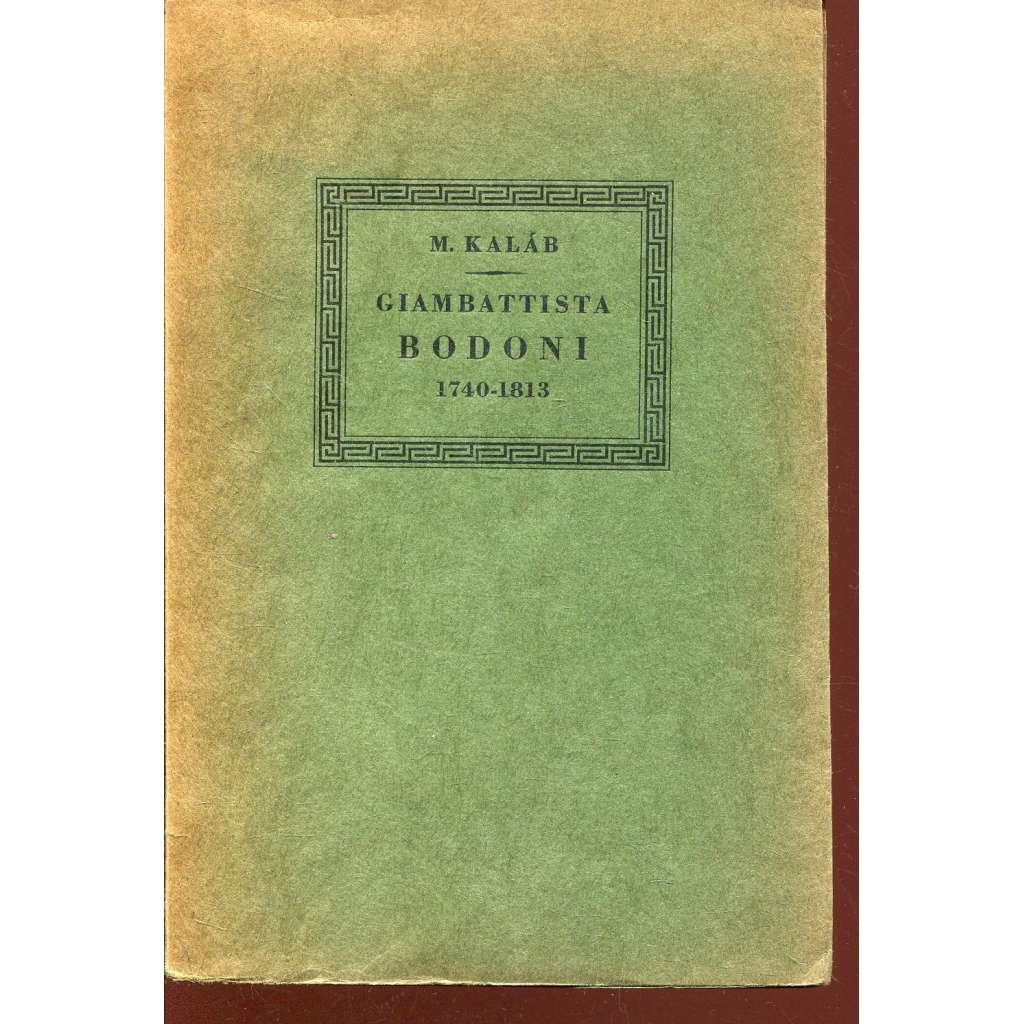 M. KALÁB
GIAMBATTISTA
BODONI
1740-1813